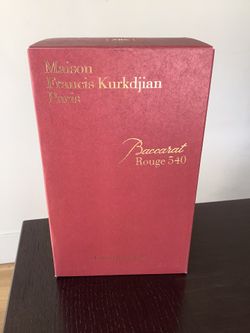 Maison
Francis Kurkdjian
Paris
Baccarat
Rouge 540